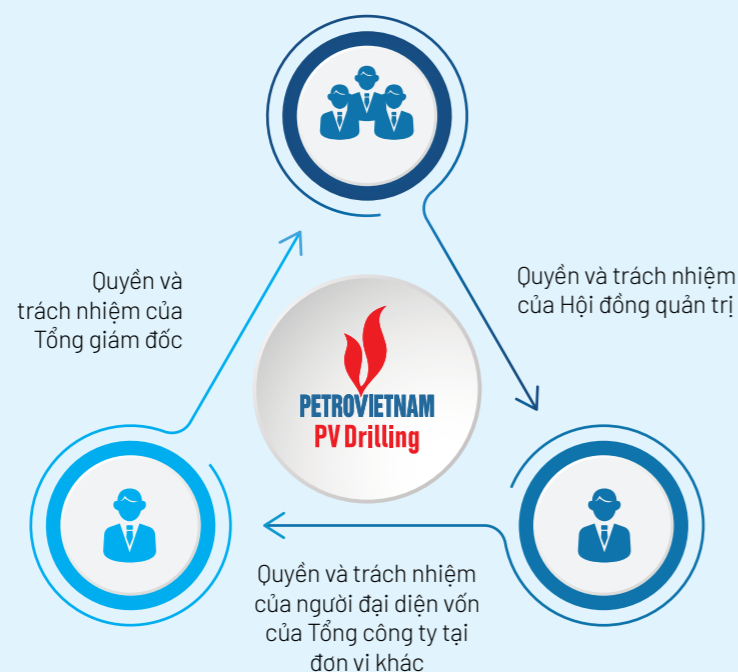 Quyền và
trách nhiệm của
Tổng giám đốc
Quyền và trách nhiệm
của Hội đồng quản trị
PETROVIETNAM
PV Drilling
Quyền và trách nhiệm
của người đại diện vốn
của Tổng công ty tại
đơn vị khác